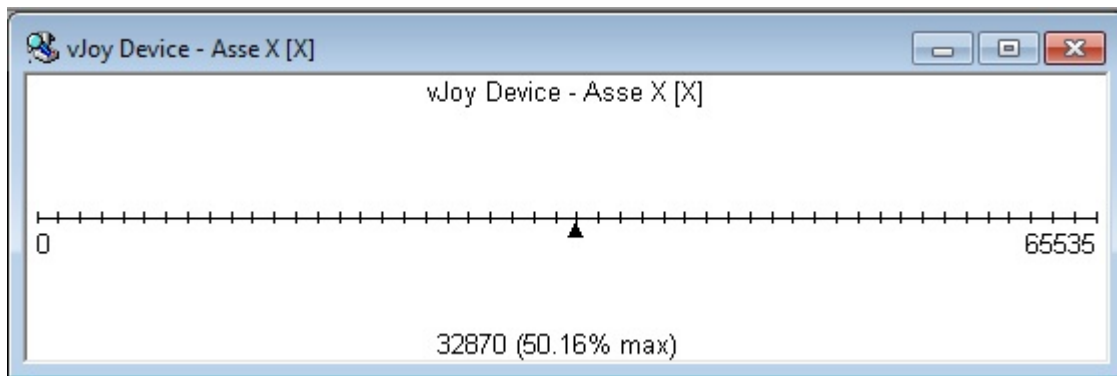 vJoy Device - Asse X [X]
vJoy Device - Asse X [X]
0 65535
32870 (50.16% max)